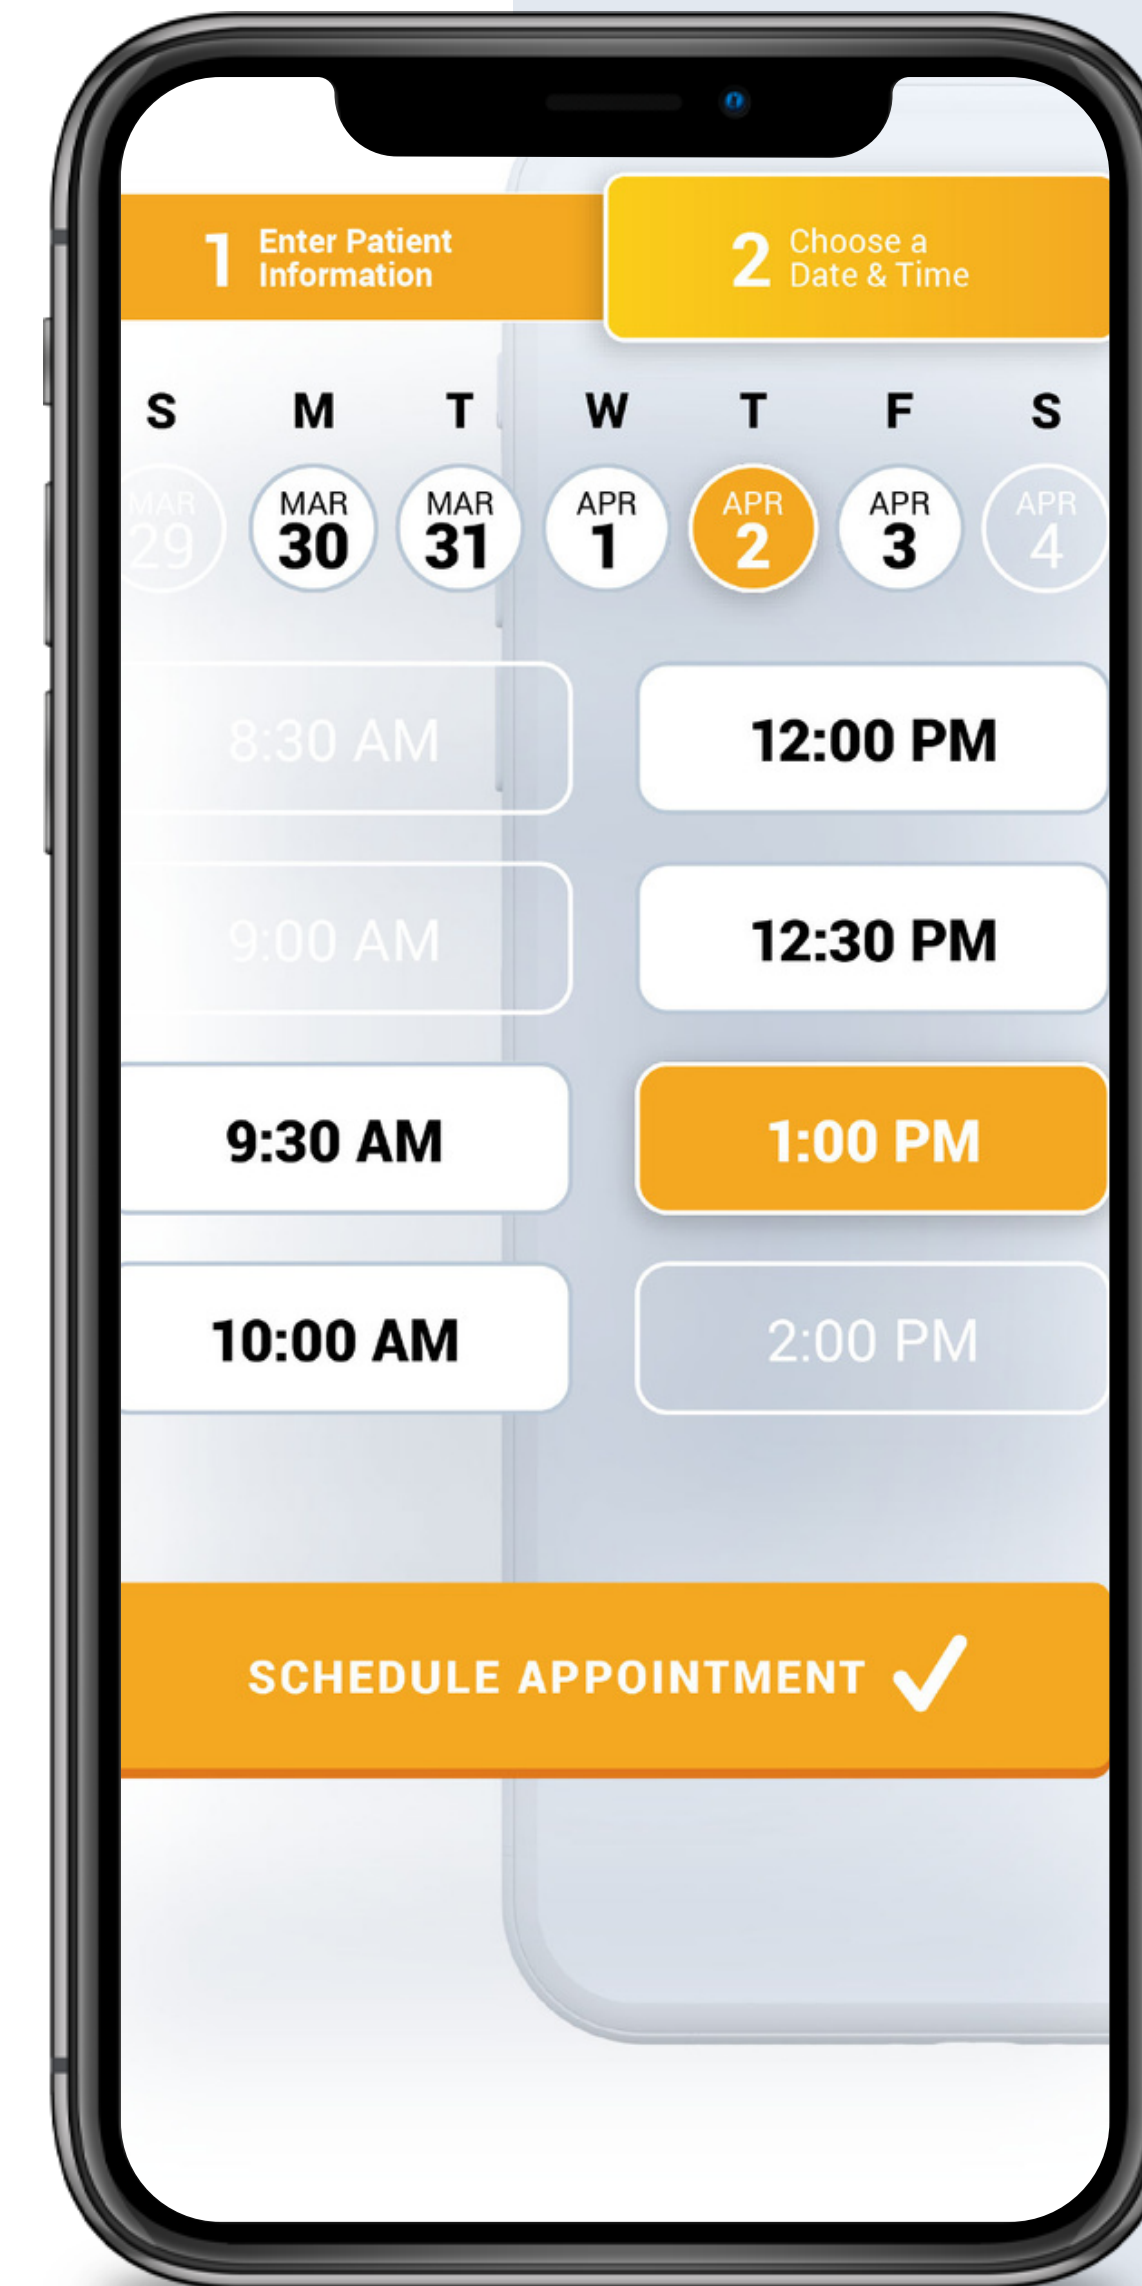 1 Enter Patient
Information
2 Choose a
Date & Time
S M T W T F S
MAR MAR MAR APR APR APR APR
29 30 31 1 2 3 4
8:30 AM 12:00 PM
9:00 AM 12:30 PM
9:30 AM 1:00 PM
10:00 AM 2:00 PM
SCHEDULE APPOINTMENT